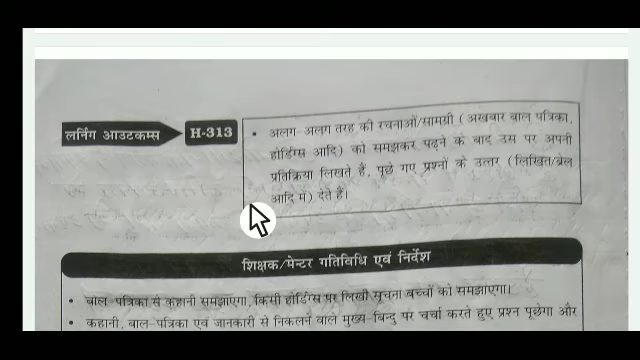 लर्निंग आउटकम्स
H-313
• अलग-अलग तरह की रचनाओं/सामग्री (अखबार बाल पत्रिका,
होर्डिंग्स आदि) को समझकर पढ़ने के बाद उस पर अपनी
प्रतिक्रिया लिखते हैं, पूछे गए प्रश्नों के उत्तर (लिखित/ब्रेल
आदि में) देते हैं।
शिक्षक/मेन्टर गतिविधि एवं निर्देश
• बाल-पत्रिका से कहानी समझाएगा, किसी होर्डिंग्स पर लिखी सूचना बच्चों को समझाएगा।
• कहानी, बाल-पत्रिका एवं जानकारी से निकलने वाले मुख्य-बिन्दु पर चर्चा करते हुए प्रश्न पूछेगा और